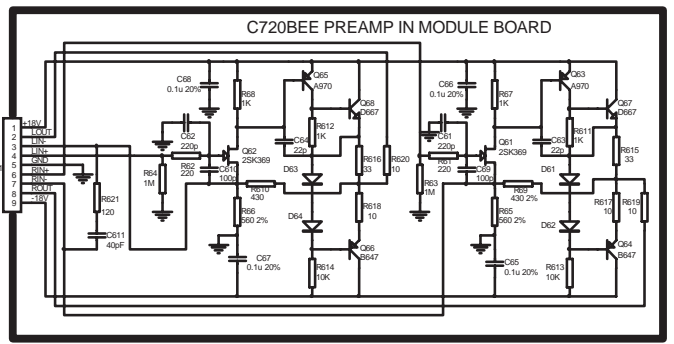 C720BEE PREAMP IN MODULE BOARD
1 +18V
2 LOUT
3 LIN-
4 LIN+
5 GND
6 RIN+
7 RIN-
8 ROUT
9 -18V
C68
0.1u 20%
R68
1K
Q65
A970
Q68
D667
C62
220p
R612
1K
C64
22p
Q62
2SK369
R62
220
C610
100p
R64
1M
R621
120
C611
40pF
R610
430
D63
R616
33
R620
10
R66
560 2%
D64
R618
10
C67
0.1u 20%
R614
10K
Q66
B647
C66
0.1u 20%
R67
1K
Q63
A970
Q67
D667
C61
220p
R611
1K
C63
22p
Q61
2SK369
R61
220
C69
100p
R63
1M
R69
430 2%
D61
R615
33
R65
560 2%
D62
R617
10
R619
10
C65
0.1u 20%
R613
10K
Q64
B647